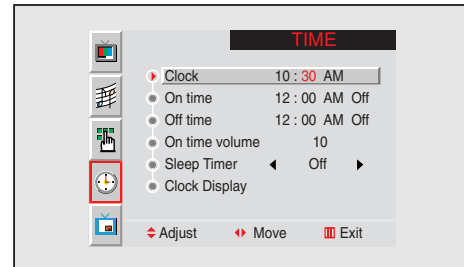 TIME
Clock 10 : 30 AM
On time 12 : 00 AM Off
Off time 12 : 00 AM Off
On time volume 10
Sleep Timer Off
Clock Display
Adjust Move Exit